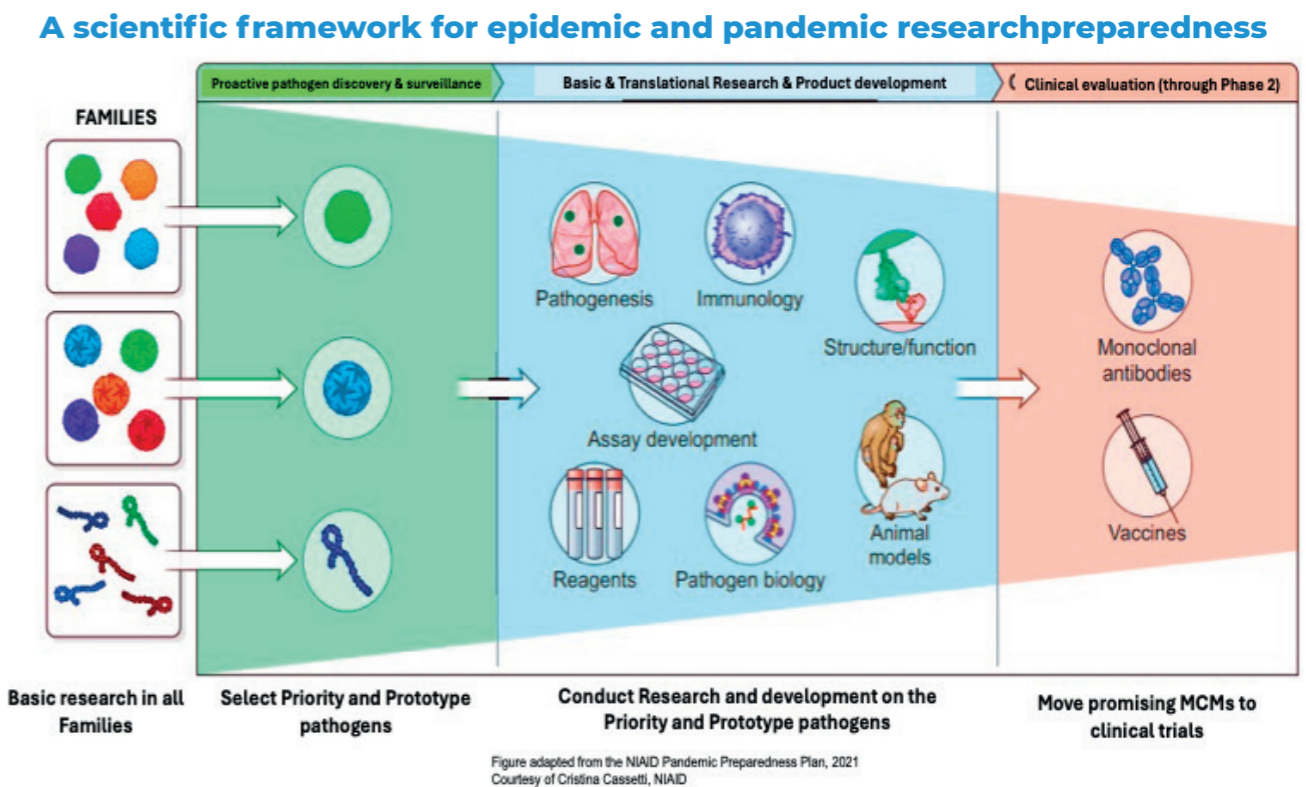 A scientific framework for epidemic and pandemic researchpreparedness
Proactive pathogen discovery & surveillance
Basic & Translational Research & Product development
( Clinical evaluation (through Phase 2)
FAMILIES
Pathogenesis
Immunology
Structure/function
Assay development
Reagents
Pathogen biology
Animal
models
Monoclonal
antibodies
Vaccines
Basic research in all
Families
Select Priority and Prototype
pathogens
Conduct Research and development on the
Priority and Prototype pathogens
Move promising MCMs to
clinical trials
Figure adapted from the NIAID Pandemic Preparedness Plan, 2021
Courtesy of Cristina Cassetti, NIAID